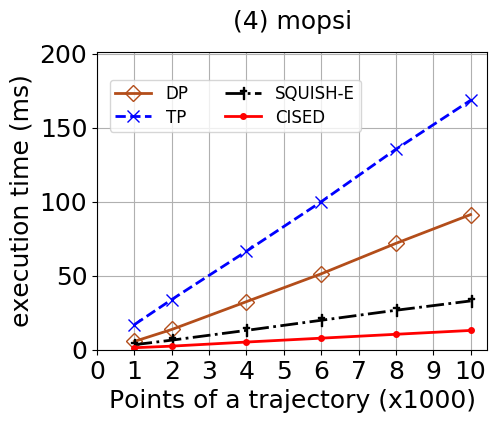 (4) mopsi
execution time (ms)
200
150
100
50
0
DP
TP
SQUISH-E
CISED
0 1 2 3 4 5 6 7 8 9 10
Points of a trajectory (x1000)